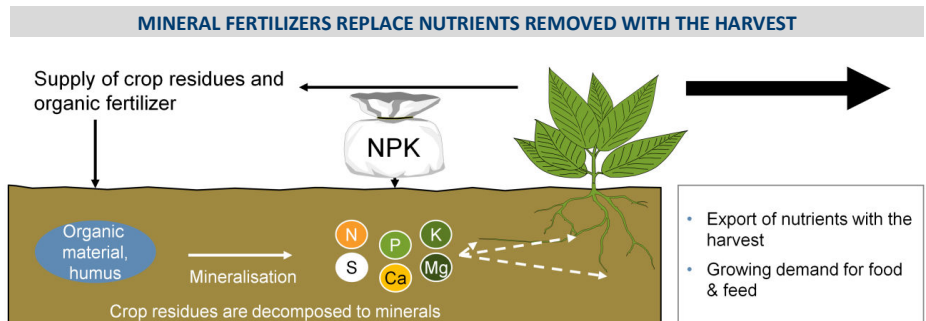 MINERAL FERTILIZERS REPLACE NUTRIENTS REMOVED WITH THE HARVEST
Supply of crop residues and
organic fertilizer
NPK
Organic
material,
humus
Mineralisation
N
P
K
S
Ca
Mg
Crop residues are decomposed to minerals
• Export of nutrients with the
harvest
• Growing demand for food
& feed